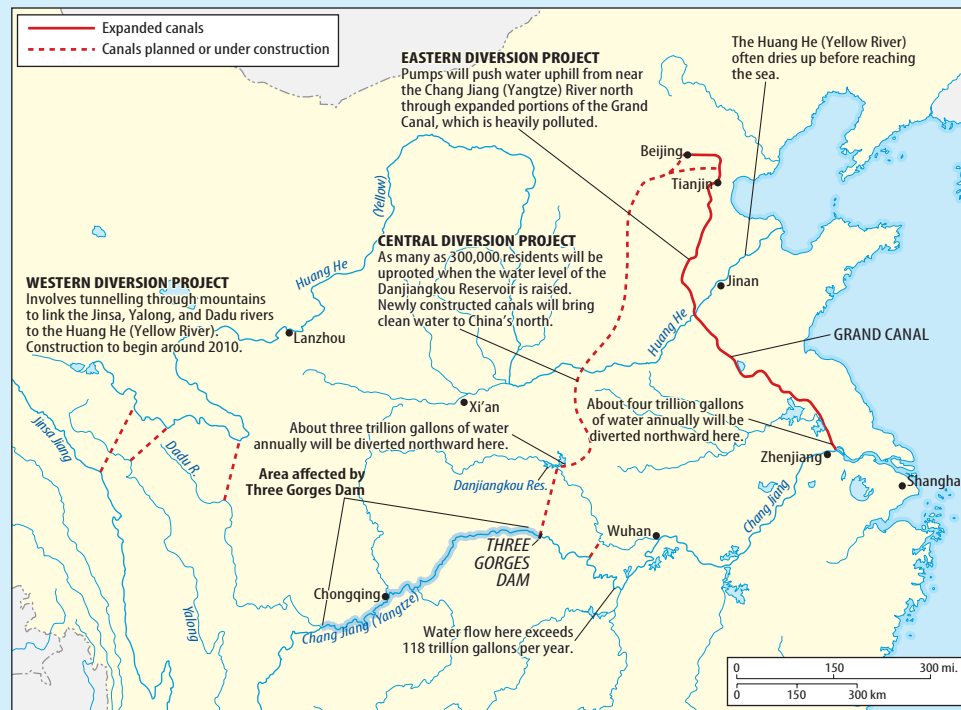 Expanded canals
Canals planned or under construction
EASTERN DIVERSION PROJECT
Pumps will push water uphill from near
the Chang Jiang (Yangtze) River north
through expanded portions of the Grand
Canal, which is heavily polluted.
The Huang He (Yellow River)
often dries up before reaching
the sea.
Beijing
Tianjin
(Yellow)
Huang He
CENTRAL DIVERSION PROJECT
As many as 300,000 residents will be
uprooted when the water level of the
Danjiangkou Reservoir is raised.
Newly constructed canals will bring
clean water to China's north.
WESTERN DIVERSION PROJECT
Involves tunnelling through mountains
to link the Jinsa, Yalong, and Dadu rivers
to the Huang He (Yellow River).
Construction to begin around 2010.
Lanzhou
Jinan
Huang He
GRAND CANAL
Xi'an
About four trillion gallons
of water annually will be
diverted northward here.
About three trillion gallons of water
annually will be diverted northward here.
Jinsa Jiang
Dadu R.
Area affected by
Three Gorges Dam
Danjiangkou Res.
Zhenjiang
Shangha
Chang Jiang
Wuhan
THREE
GORGES
DAM
Chongqing
Chang Jiang (Yangtze)
Yalong
Water flow here exceeds
118 trillion gallons per year.
0 150 300 mi.
0 150 300 km